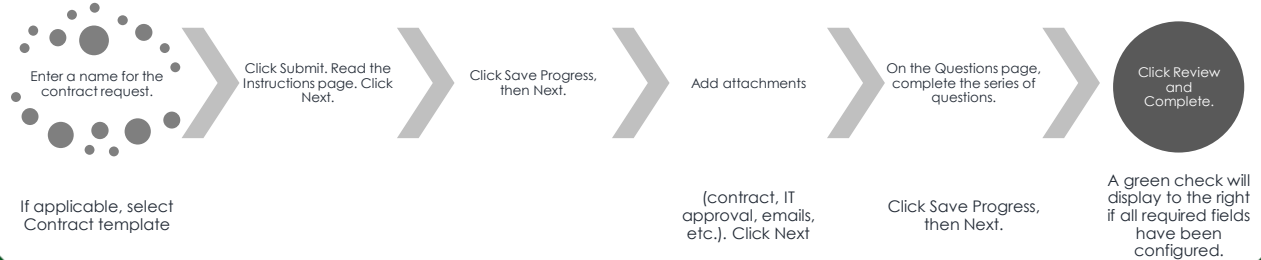 Enter a name for the
contract request.
If applicable, select
Contract template
Click Submit. Read the
Instructions page. Click
Next.
Click Save Progress,
then Next.
Add attachments
(contract, IT
approval, emails,
etc.). Click Next
On the Questions page,
complete the series of
questions.
Click Save Progress,
then Next.
Click Review
and
Complete.
A green check will
display to the right
if all required fields
have been
configured.